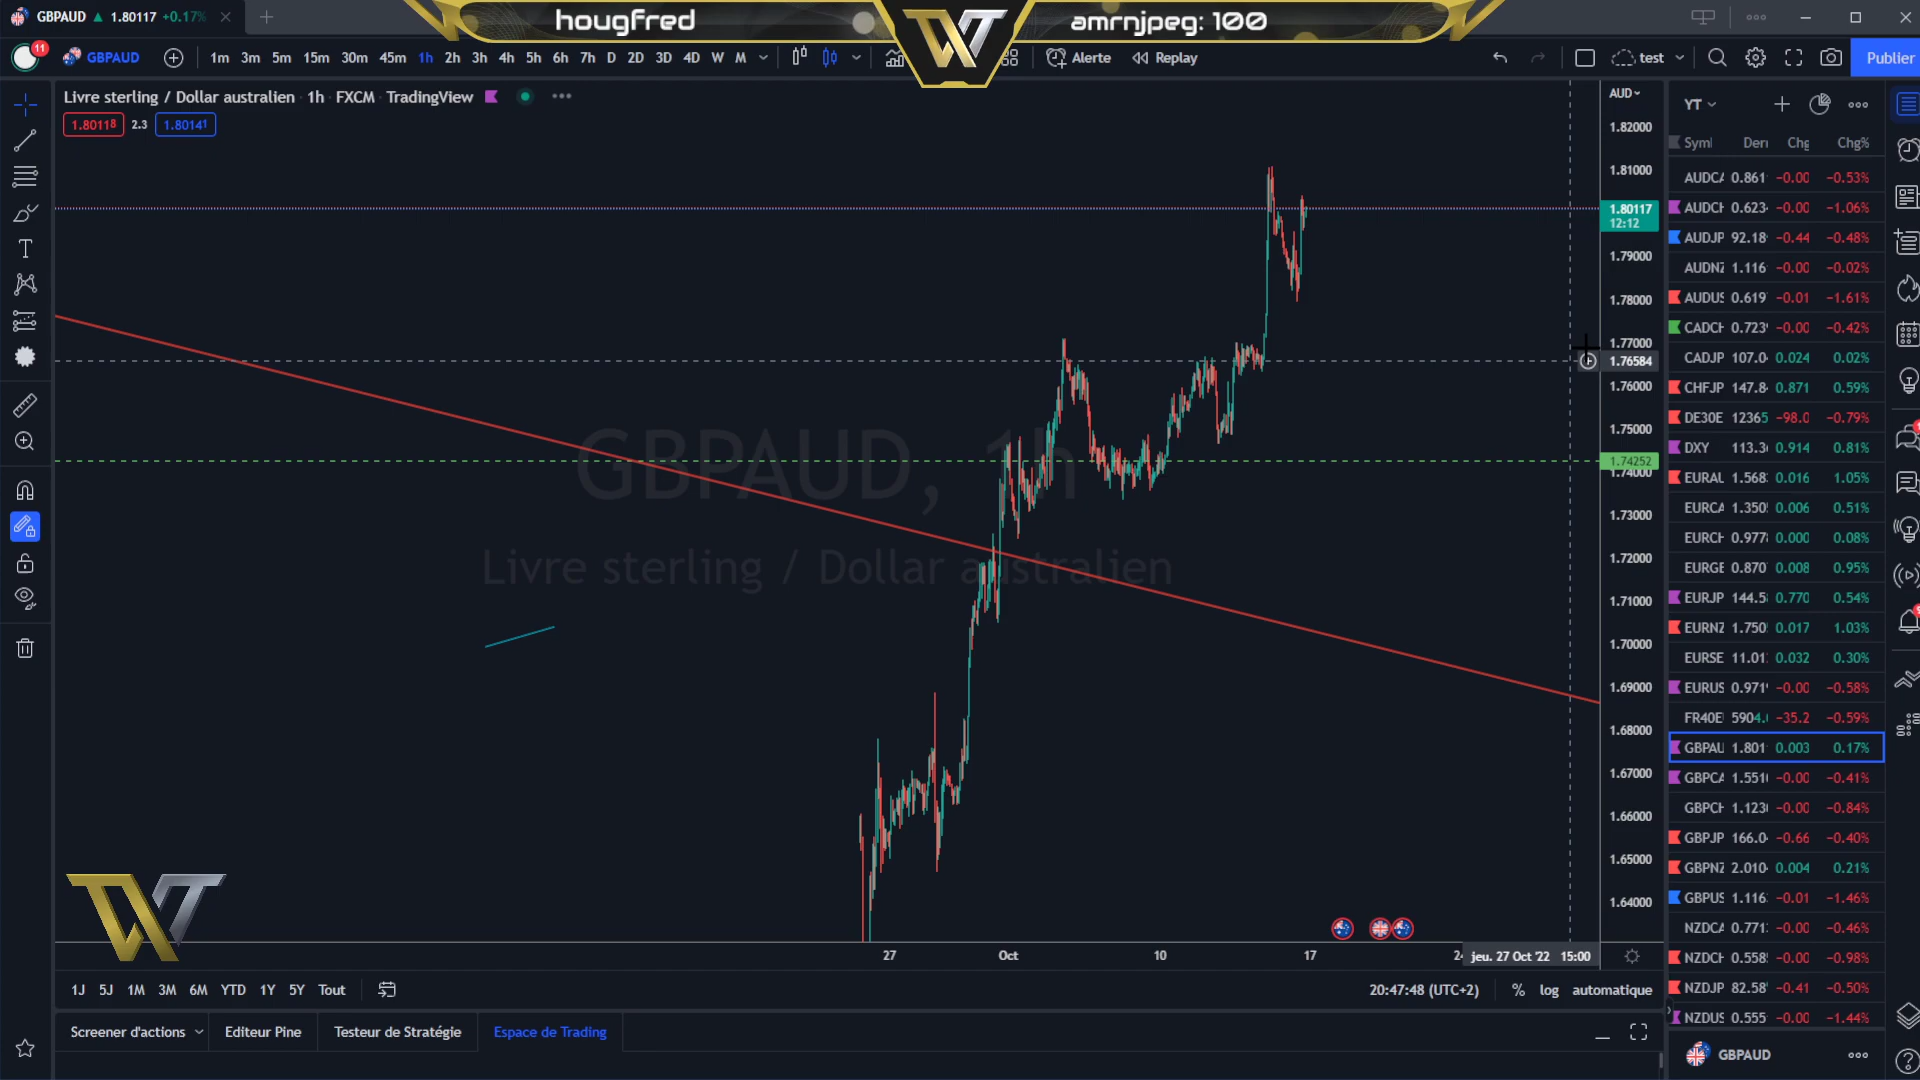 GBPAUD ▲ 1.80117 +0.17%
hougfred
amrnjpeg: 100
11
GBPAUD
1m 3m 5m 15m 30m 45m 1h 2h 3h 4h 5h 6h 7h D 2D 3D 4D W M
Alerte
Replay
test
Publier
Livre sterling / Dollar australien · 1h · FXCM · TradingView
1.80118 2.3 1.80141
GBPAUD, 1h
Livre sterling / Dollar australien
AUD
1.82000
1.81000
1.80117
12:12
1.79000
1.78000
1.77000
1.76584
1.76000
1.75000
1.74252
1.74000
1.73000
1.72000
1.71000
1.70000
1.69000
1.68000
1.67000
1.66000
1.65000
1.64000
27 Oct 10 17 jeu. 27 Oct '22 15:00
YT
Syml Deri Chg Chg%
AUDCA 0.861 -0.00 -0.53%
AUDCH 0.623 -0.00 -1.06%
AUDJP 92.18 -0.44 -0.48%
AUDNZ 1.116 -0.00 -0.02%
AUDUS 0.619 -0.01 -1.61%
CADCH 0.723 -0.00 -0.42%
CADJP 107.0 0.024 0.02%
CHFJP 147.8 0.871 0.59%
DE30E 12365 -98.0 -0.79%
DXY 113.3 0.914 0.81%
EURAU 1.568 0.016 1.05%
EURCA 1.350 0.006 0.51%
EURCH 0.977 0.000 0.08%
EURGE 0.870 0.008 0.95%
EURJP 144.5 0.770 0.54%
EURNZ 1.750 0.017 1.03%
EURSE 11.01 0.032 0.30%
EURUS 0.971 -0.00 -0.58%
FR40E 5904. -35.2 -0.59%
GBPAU 1.801 0.003 0.17%
GBPCA 1.551 -0.00 -0.41%
GBPCH 1.123 -0.00 -0.84%
GBPJP 166.0 -0.66 -0.40%
GBPNZ 2.010 0.004 0.21%
GBPUS 1.116 -0.01 -1.46%
NZDCA 0.771 -0.00 -0.46%
NZDCH 0.558 -0.00 -0.98%
NZDJP 82.58 -0.41 -0.50%
NZDUS 0.555 -0.00 -1.44%
GBPAUD
1J 5J 1M 3M 6M YTD 1Y 5Y Tout
20:47:48 (UTC+2) % log automatique
Screener d'actions Editeur Pine Testeur de Stratégie Espace de Trading